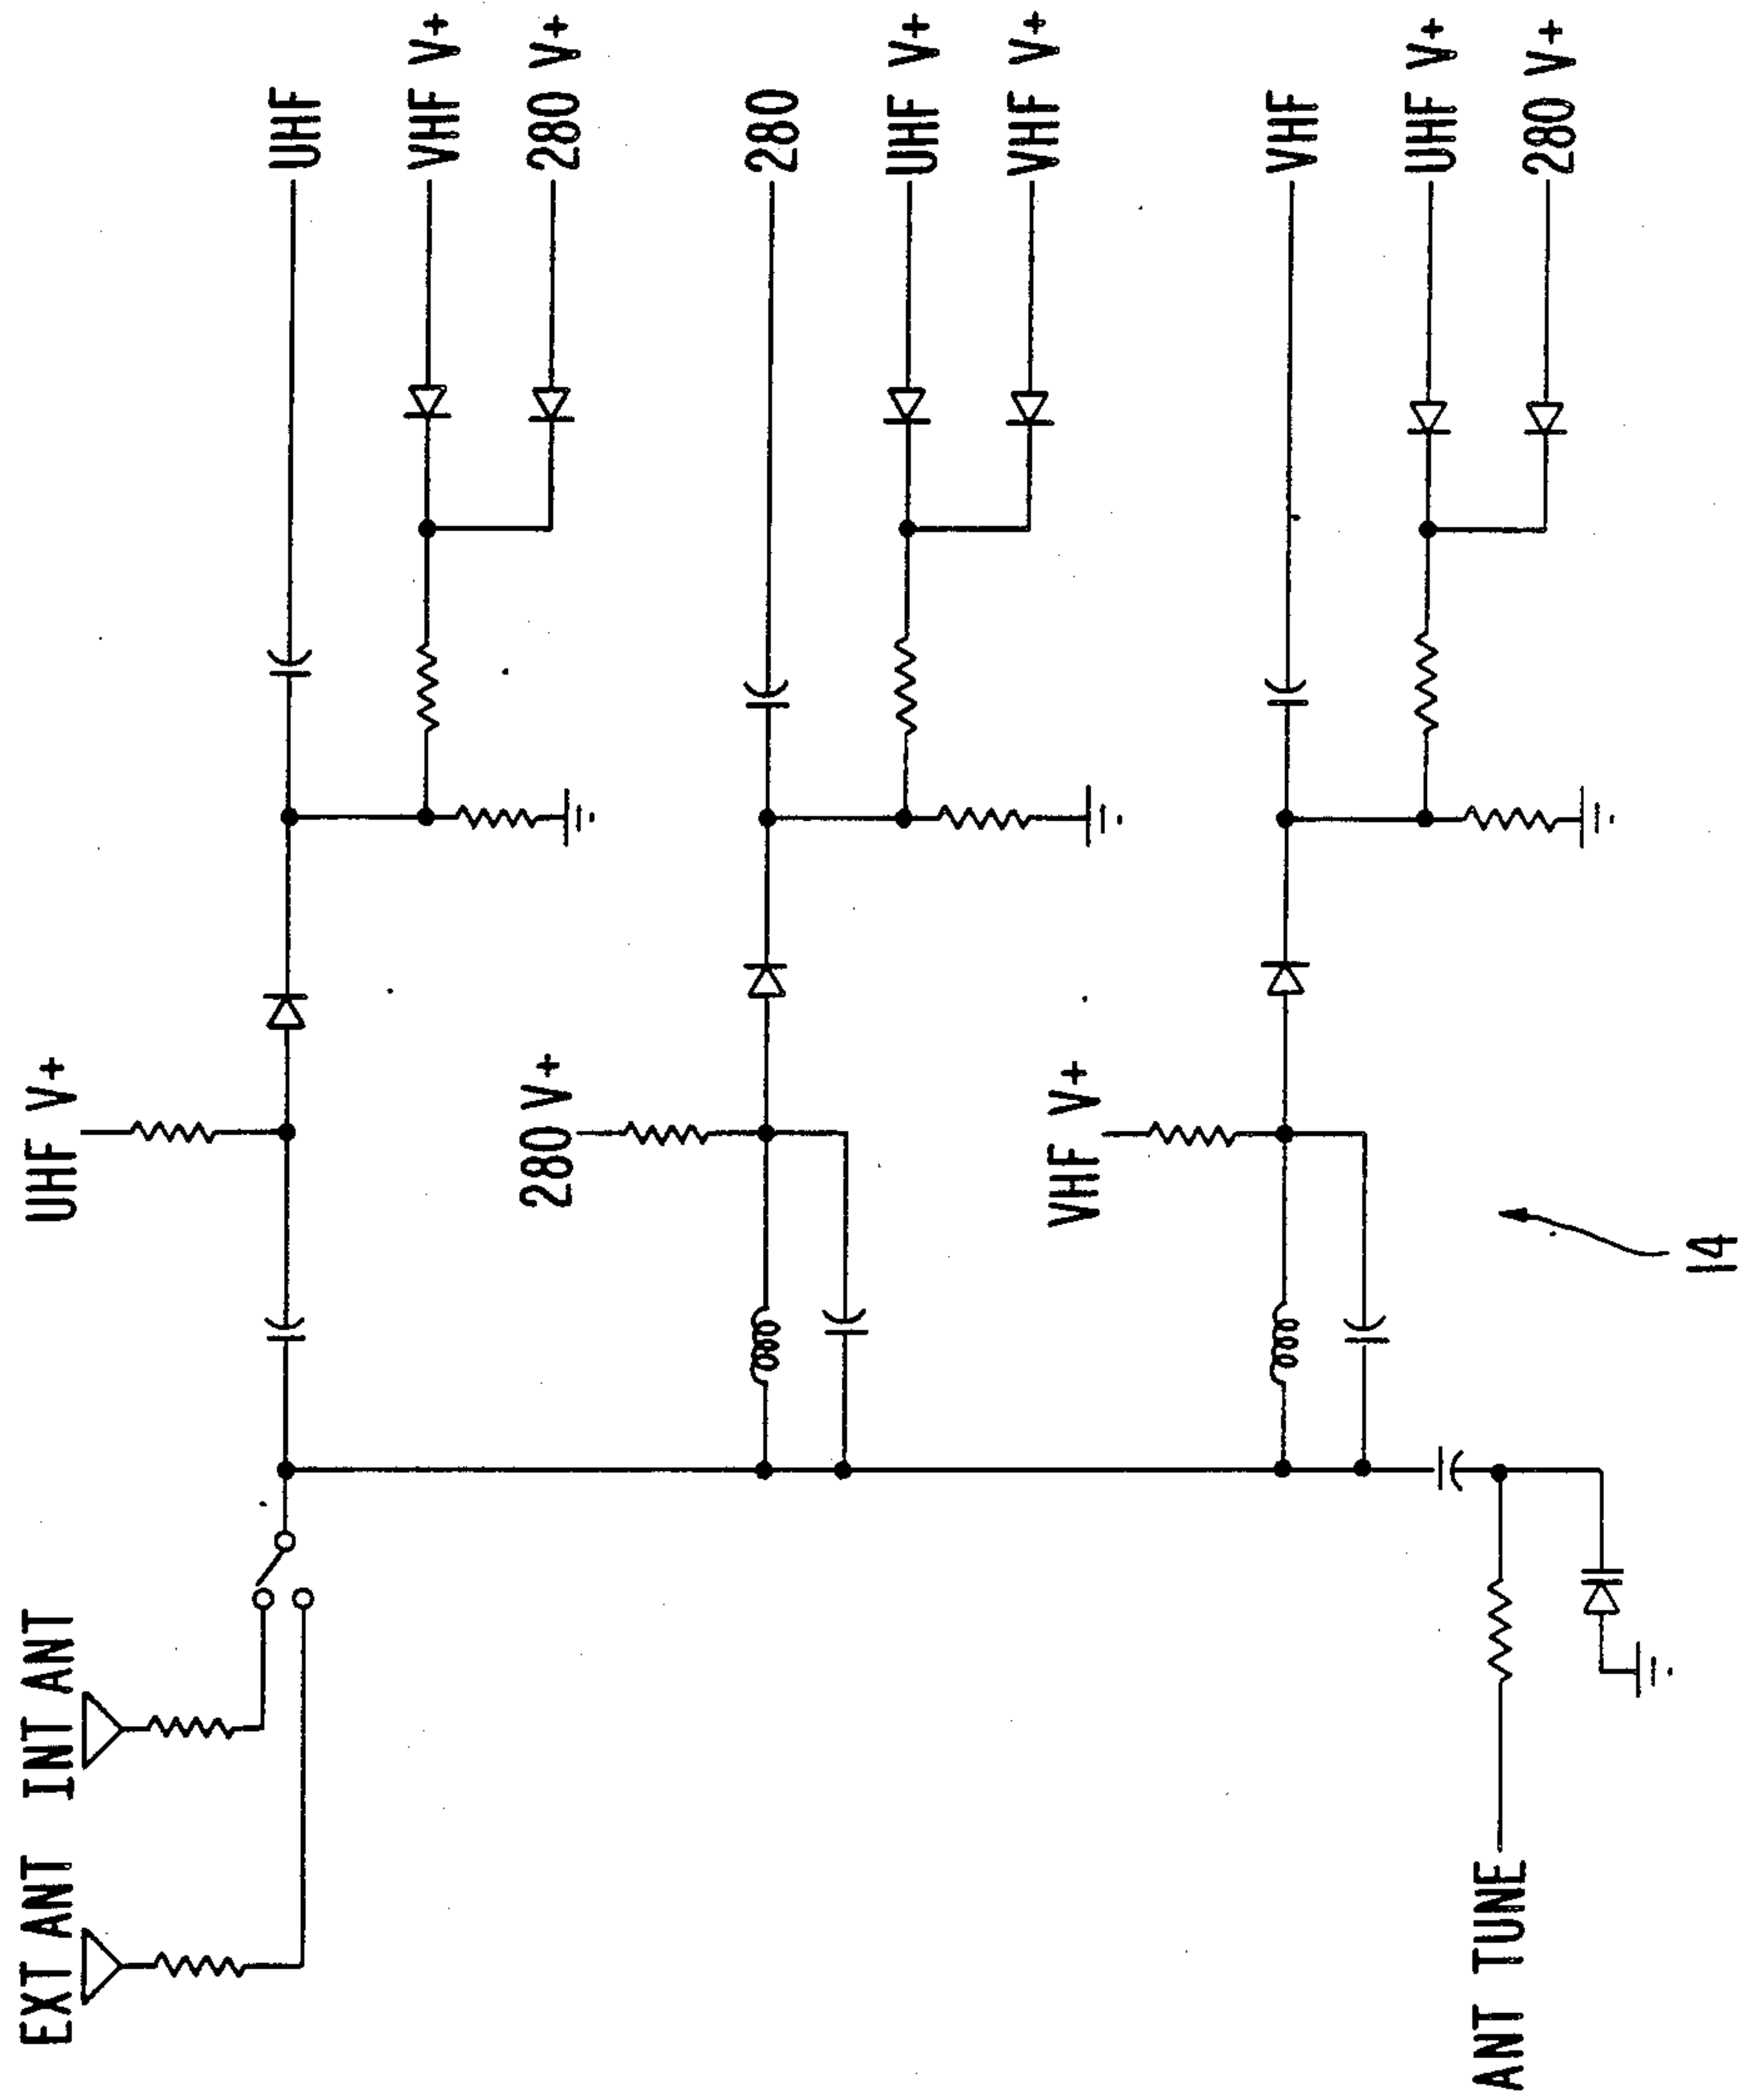 EXT ANT
INT ANT
UHF V+
UHF
VHF V+
280 V+
280 V+
280
UHF V+
VHF V+
VHF V+
VHF
UHF V+
280 V+
ANT TUNE
14